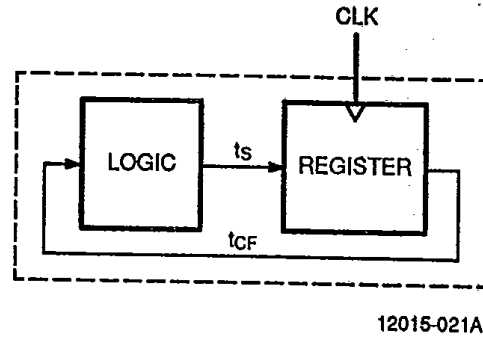 CLK
LOGIC
tS
REGISTER
tCF
12015-021A